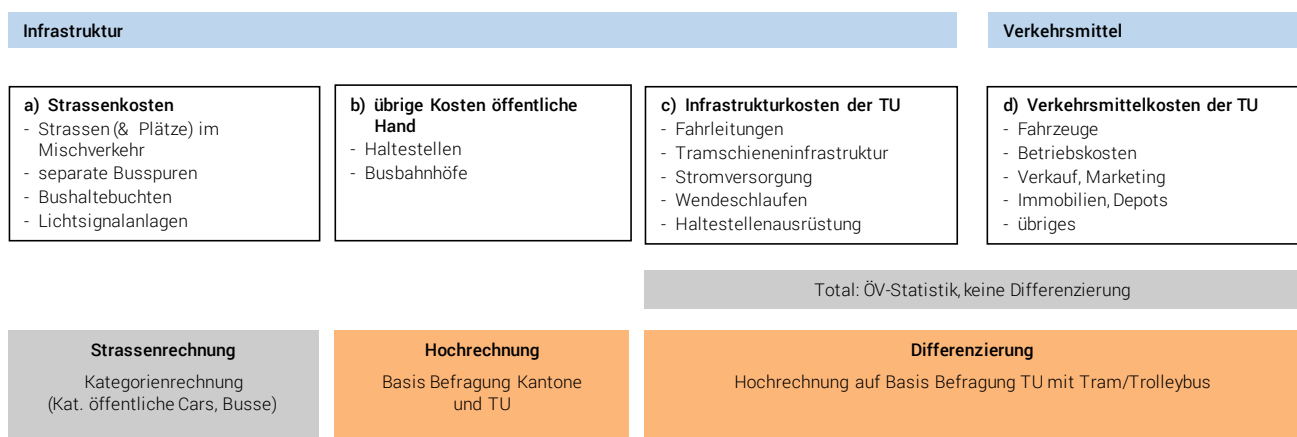 Infrastruktur
Verkehrsmittel
a) Strassenkosten
- Strassen (& Plätze) im
Mischverkehr
- separate Busspuren
- Bushaltebuchten
- Lichtsignalanlagen
b) übrige Kosten öffentliche
Hand
- Haltestellen
- Busbahnhöfe
c) Infrastrukturkosten der TU
- Fahrleitungen
- Tramschieneninfrastruktur
- Stromversorgung
- Wendeschlaufen
- Haltestellenausrüstung
d) Verkehrsmittelkosten der TU
- Fahrzeuge
- Betriebskosten
- Verkauf, Marketing
- Immobilien, Depots
- übriges
Total: ÖV-Statistik, keine Differenzierung
Strassenrechnung
Kategorienrechnung
(Kat. öffentliche Cars, Busse)
Hochrechnung
Basis Befragung Kantone
und TU
Differenzierung
Hochrechnung auf Basis Befragung TU mit Tram/Trolleybus